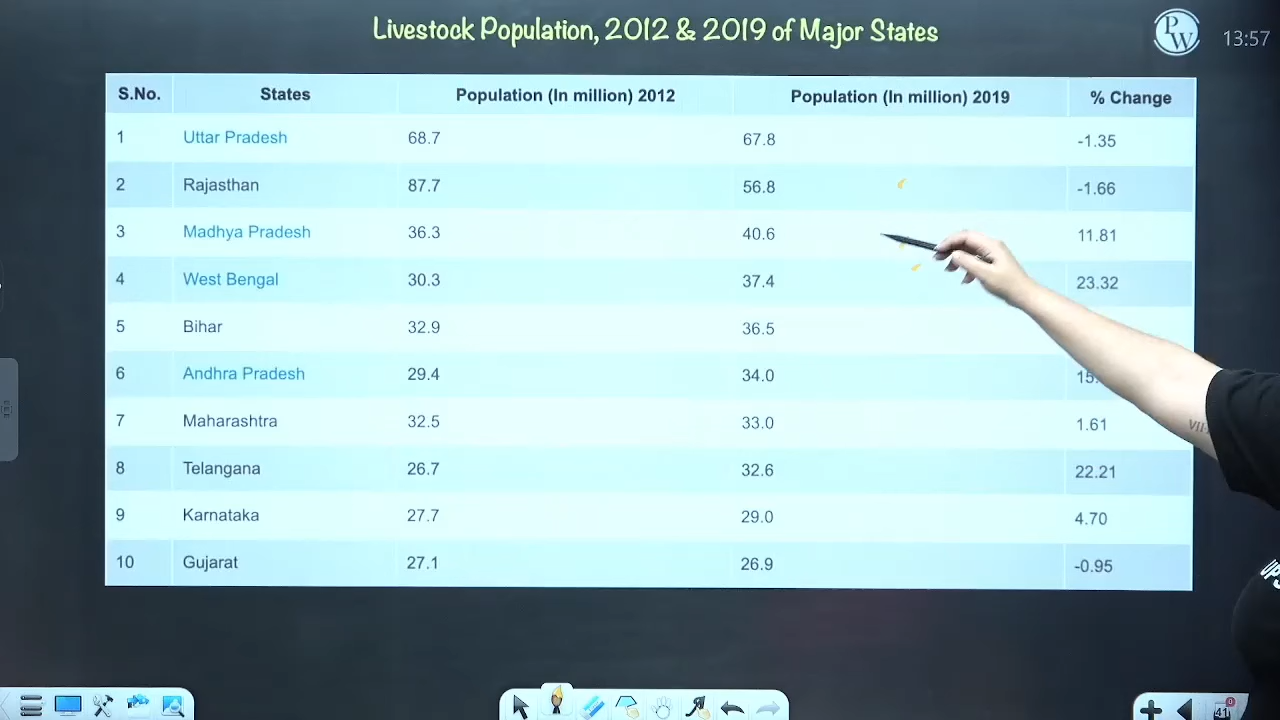 Livestock Population, 2012 & 2019 of Major States
PW
13:57
S.No. States Population (In million) 2012 Population (In million) 2019 % Change
1 Uttar Pradesh 68.7 67.8 -1.35
2 Rajasthan 87.7 56.8 -1.66
3 Madhya Pradesh 36.3 40.6 11.81
4 West Bengal 30.3 37.4 23.32
5 Bihar 32.9 36.5
6 Andhra Pradesh 29.4 34.0
7 Maharashtra 32.5 33.0 1.61
8 Telangana 26.7 32.6 22.21
9 Karnataka 27.7 29.0 4.70
10 Gujarat 27.1 26.9 -0.95